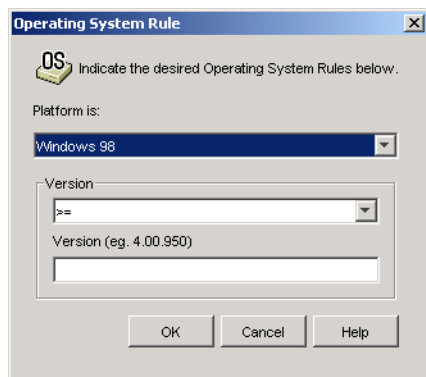 Operating System Rule
OS
Indicate the desired Operating System Rules below.
Platform is:
Windows 98
Version
>=
Version (eg. 4.00.950)
OK
Cancel
Help